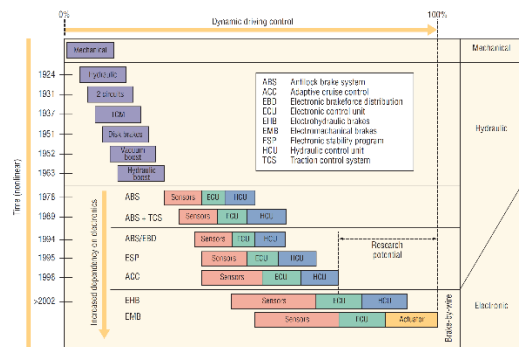 0%
Dynamic driving control
100%
Mechanical
Mechanical
1924
Hydraulic
1931
2 circuits
1937
TCM
1951
Disk brakes
1952
Vacuum
boost
1963
Hydraulic
boost
ABS Antilock brake system
ACC Adaptive cruise control
EBD Electronic brakeforce distribution
ECU Electronic control unit
EHB Electrohydraulic brakes
EMB Electromechanical brakes
ESP Electronic stability program
HCU Hydraulic control unit
TCS Traction control system
Hydraulic
Time (nonlinear)
Increased dependency on electronics
1978 ABS Sensors ECU HCU
1989 ABS + TCS Sensors ECU HCU
1994 ABS/EBD Sensors ECU HCU
1995 ESP Sensors ECU HCU
1996 ACC Sensors ECU HCU
Research
potential
>2002 EHB Sensors ECU HCU
EMB Sensors ECU Actuator
Brake-by-wire
Electronic